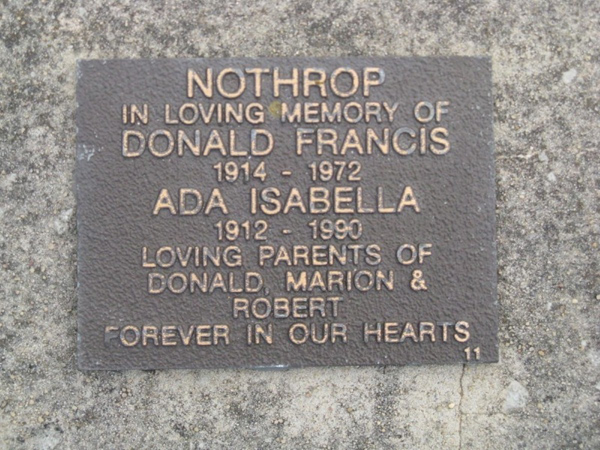 NOTHROP
IN LOVING MEMORY OF
DONALD FRANCIS
1914 - 1972
ADA ISABELLA
1912 - 1990
LOVING PARENTS OF
DONALD, MARION &
ROBERT
FOREVER IN OUR HEARTS
11